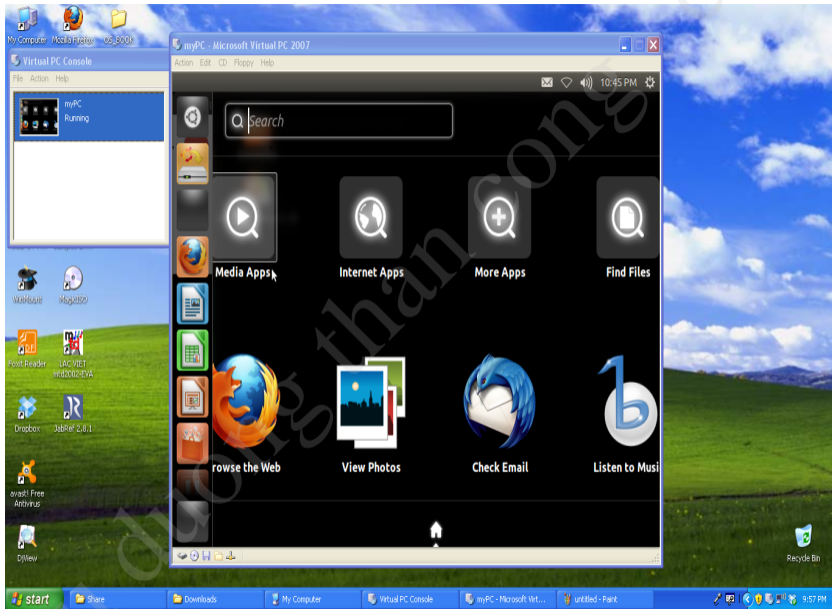 My Computer
Mozilla Firefox
OS_BOOK
Virtual PC Console
File Action Help
myPC
Running
myPC - Microsoft Virtual PC 2007
Action Edit CD Floppy Help
10:45 PM
Search
Media Apps
Internet Apps
More Apps
Find Files
rowse the Web
View Photos
Check Email
Listen to Musi
MagicISO
Foxit Reader
LAC VIET
mtd2002-EVA
Dropbox
JabRef 2.8.1
avast! Free
Antivirus
DjView
Recycle Bin
duong than cong
start
Share
Downloads
My Computer
Virtual PC Console
myPC - Microsoft Virt...
untitled - Paint
9:57 PM